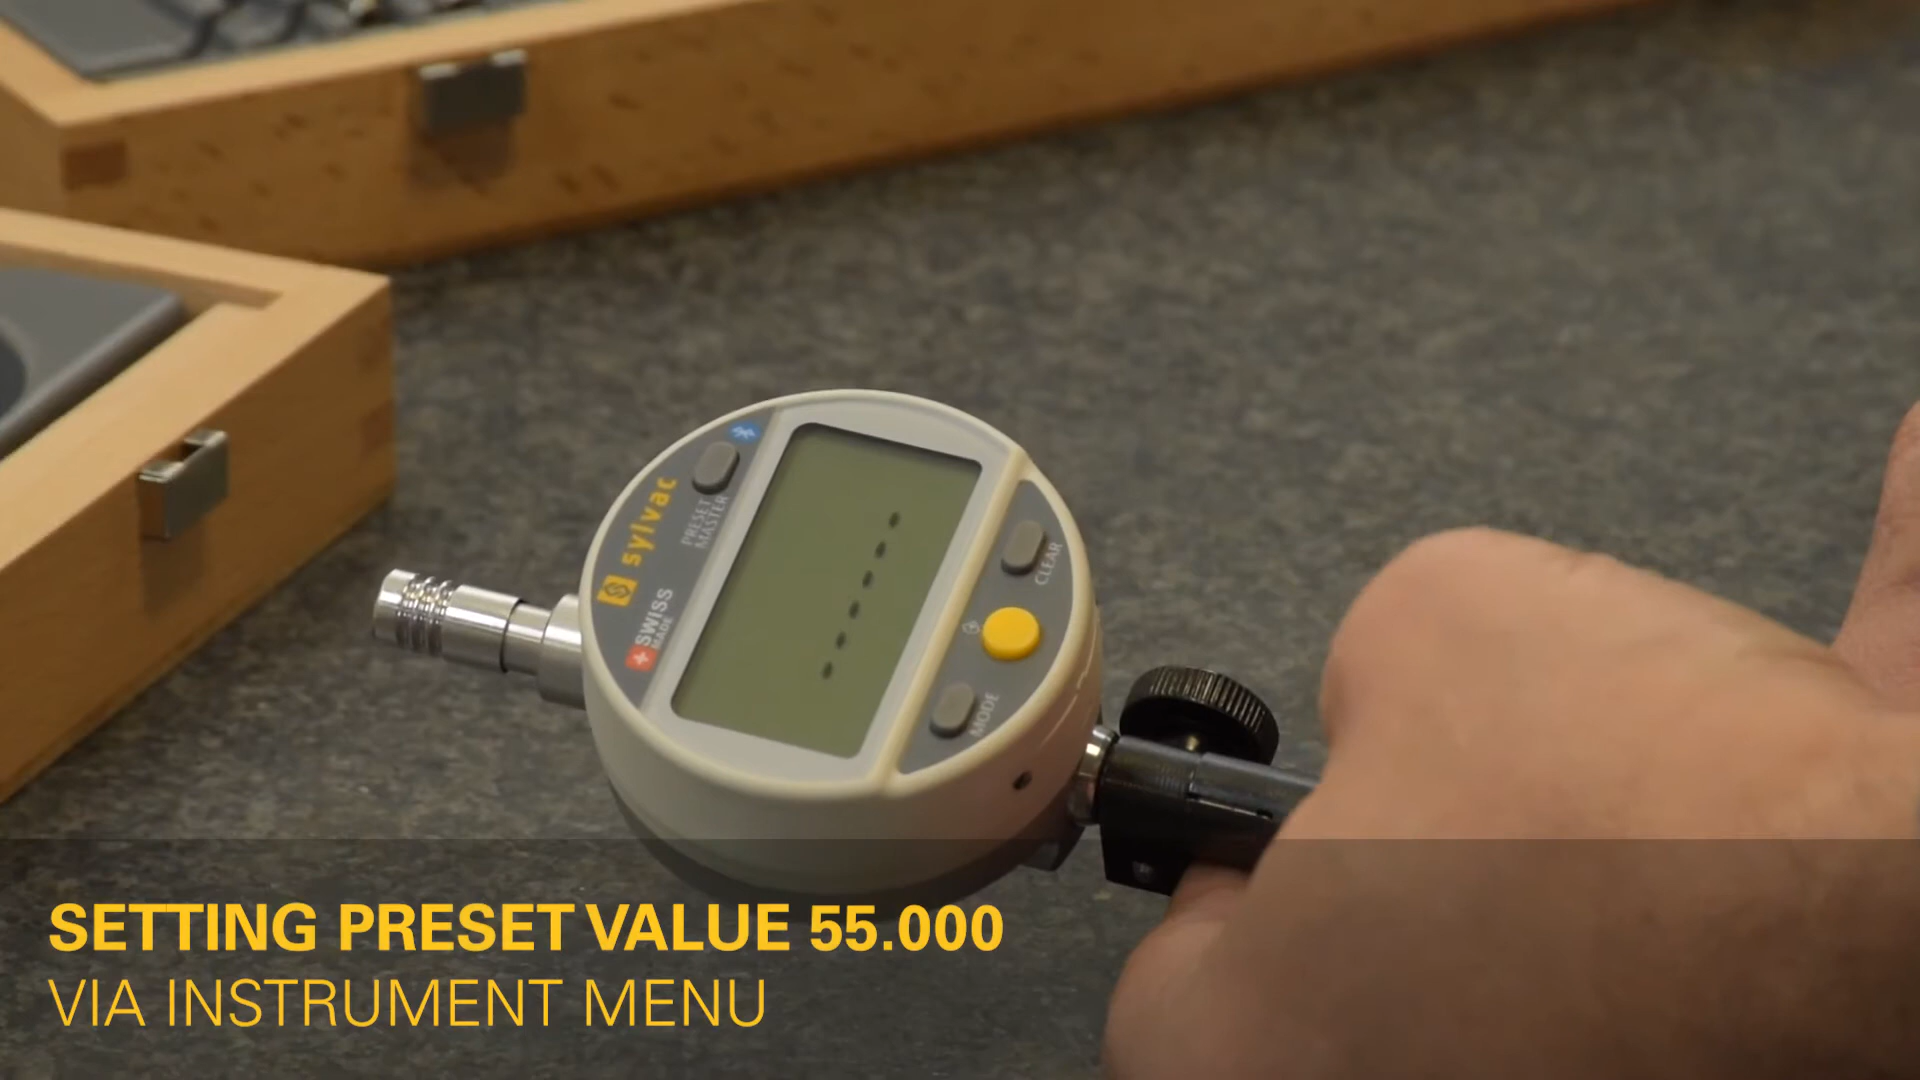 sylvac
PRESET
MASTER
SWISS
MADE
CLEAR
MODE
------
SETTING PRESET VALUE 55.000
VIA INSTRUMENT MENU